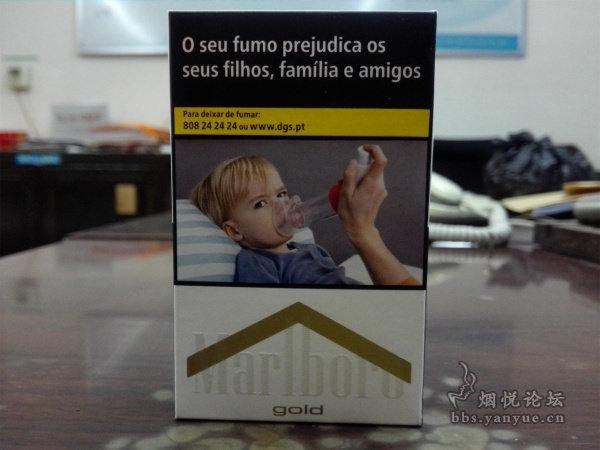 O seu fumo prejudica os
seus filhos, família e amigos
Para deixar de fumar:
808 24 24 24 ou www.dgs.pt
Marlboro
gold
烟悦论坛
bbs.yanyue.cn